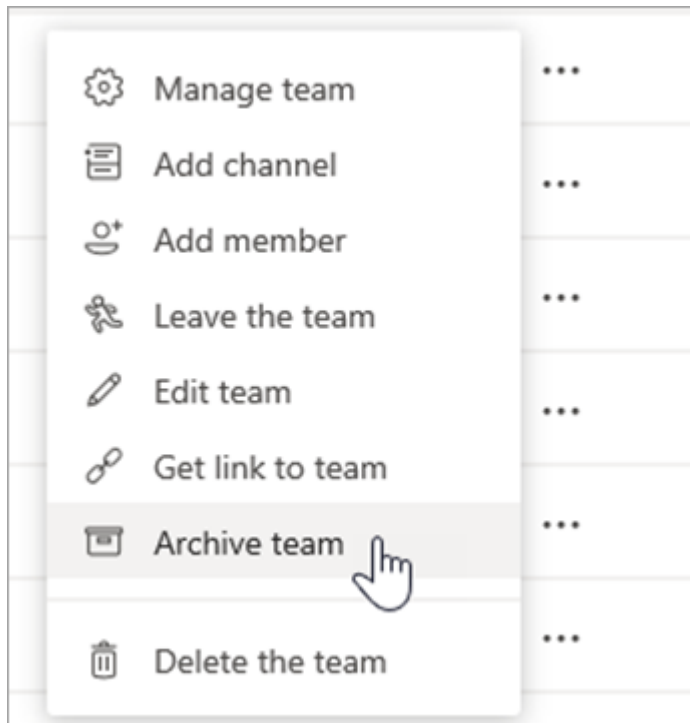 Manage team
Add channel
Add member
Leave the team
Edit team
Get link to team
Archive team
Delete the team